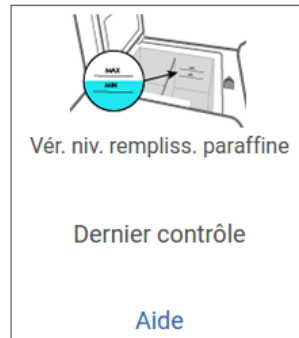 MAX
MIN
Vér. niv. rempliss. paraffine
Dernier contrôle
Aide